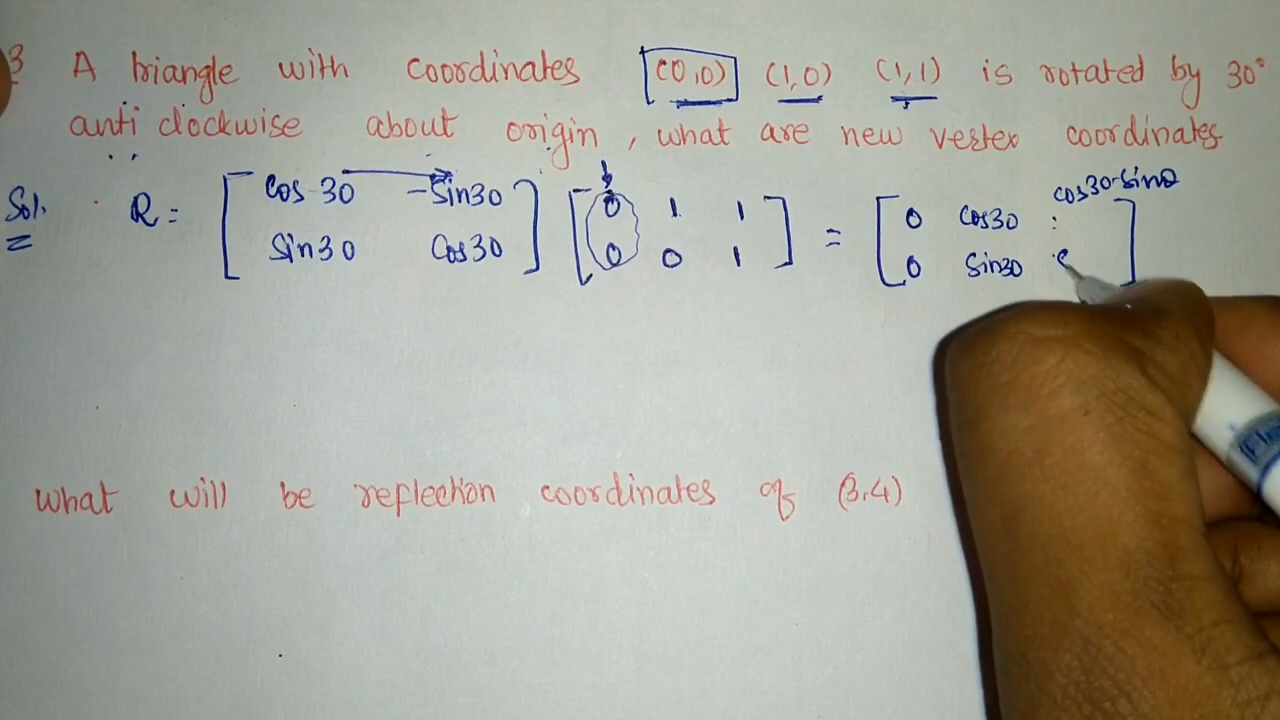 3 A triangle with coordinates (0,0) (1,0) (1,1) is rotated by 30°
anti clockwise about origin, what are new vertex coordinates.
Sol. R = [ cos 30 -sin30 ] [ 0 1 1 ] = [ 0 cos30 : cos30-sin
sin30 cos30 0 0 1 0 sin30 ]
what will be reflection coordinates of (3,4)